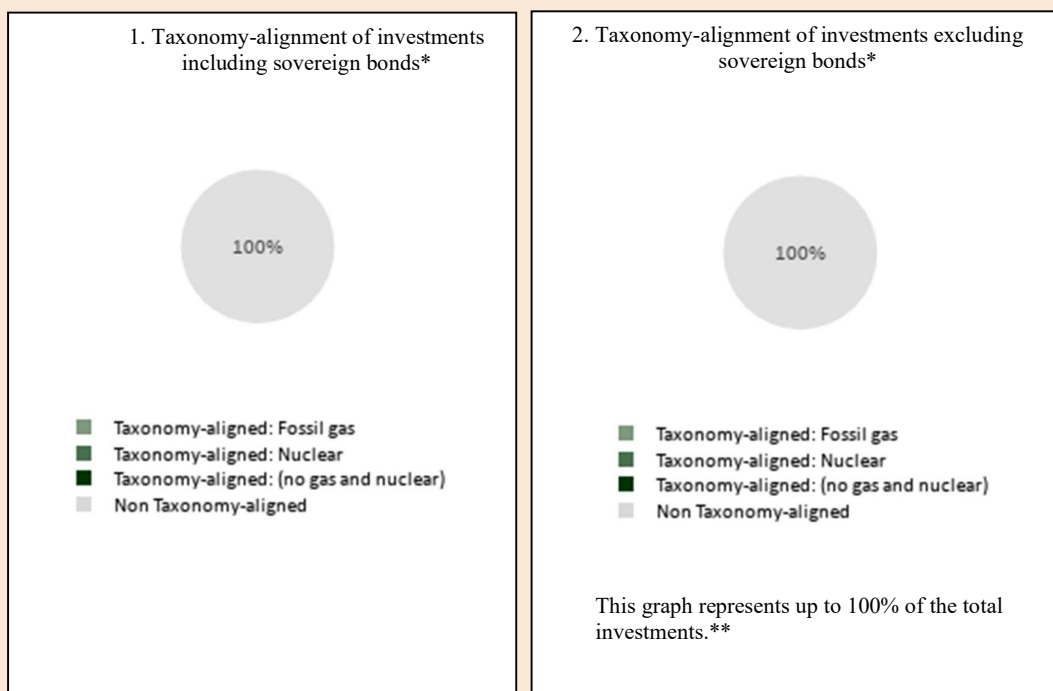 1. Taxonomy-alignment of investments
including sovereign bonds*
100%
Taxonomy-aligned: Fossil gas
Taxonomy-aligned: Nuclear
Taxonomy-aligned: (no gas and nuclear)
Non Taxonomy-aligned
2. Taxonomy-alignment of investments excluding
sovereign bonds*
100%
Taxonomy-aligned: Fossil gas
Taxonomy-aligned: Nuclear
Taxonomy-aligned: (no gas and nuclear)
Non Taxonomy-aligned
This graph represents up to 100% of the total
investments.**